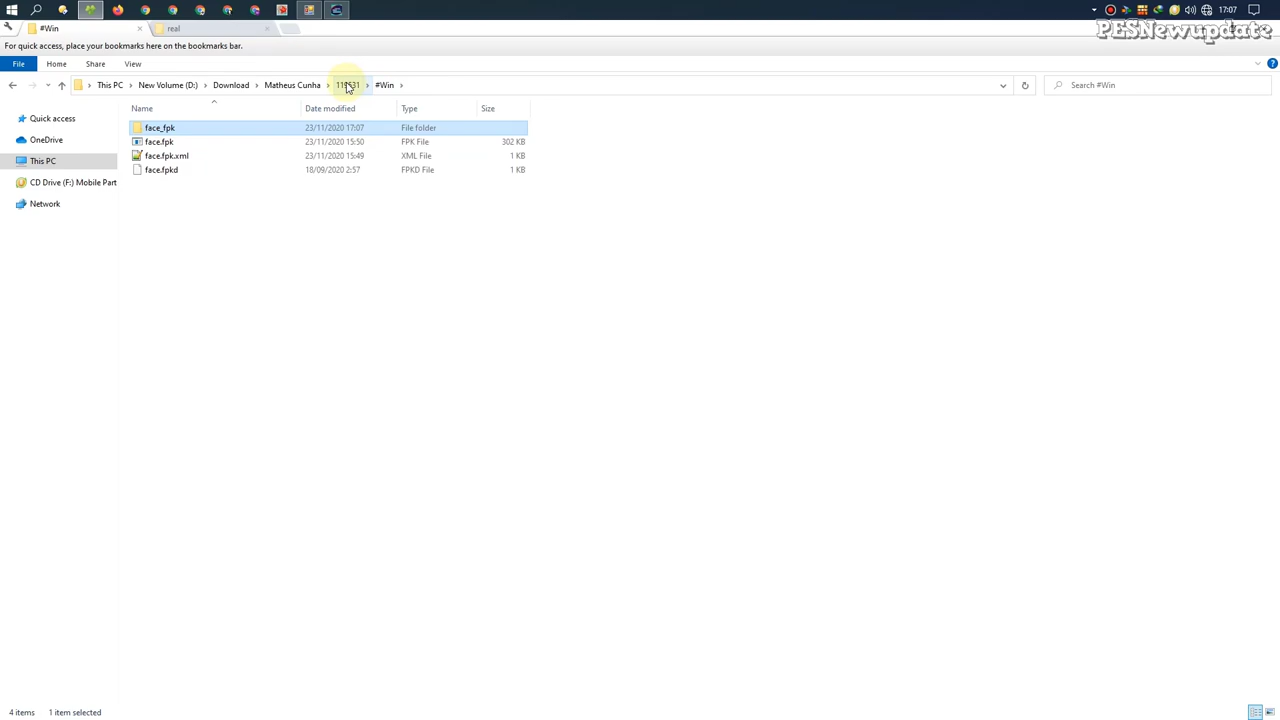 17:07
#Win
real
PESNewupdate
For quick access, place your bookmarks here on the bookmarks bar.
File Home Share View
This PC New Volume (D:) Download Matheus Cunha #Win
Search #Win
Name Date modified Type Size
Quick access
OneDrive
This PC
CD Drive (F:) Mobile Part
Network
face_fpk 23/11/2020 17:07 File folder
face.fpk 23/11/2020 15:50 FPK File 302 KB
face.fpk.xml 23/11/2020 15:49 XML File 1 KB
face.fpkd 18/09/2020 2:57 FPKD File 1 KB
4 items 1 item selected